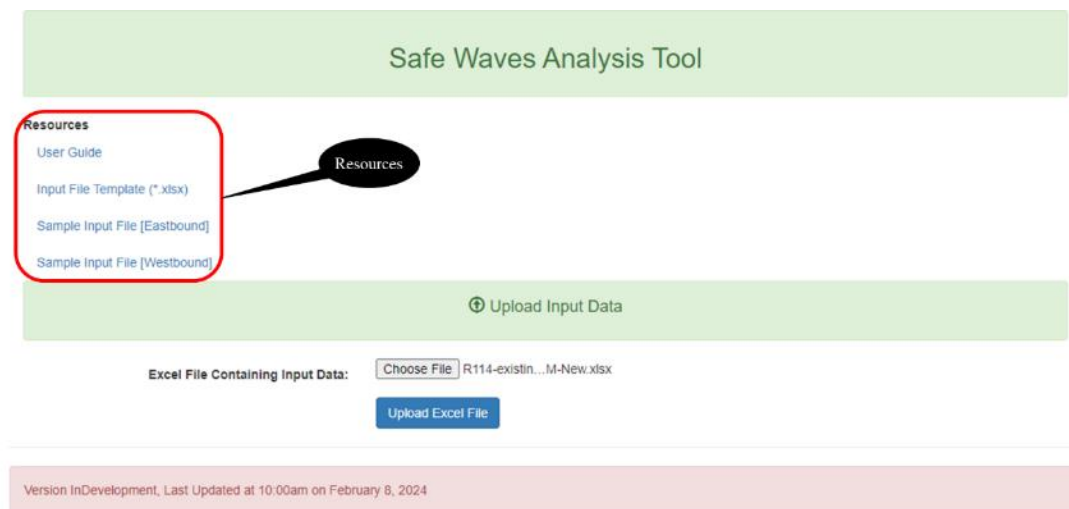 Safe Waves Analysis Tool
Resources
User Guide
Resources
Input File Template (*.xlsx)
Sample Input File [Eastbound]
Sample Input File [Westbound]
Upload Input Data
Excel File Containing Input Data: Choose File R114-existin...M-New.xlsx
Upload Excel File
Version InDevelopment, Last Updated at 10:00am on February 8, 2024